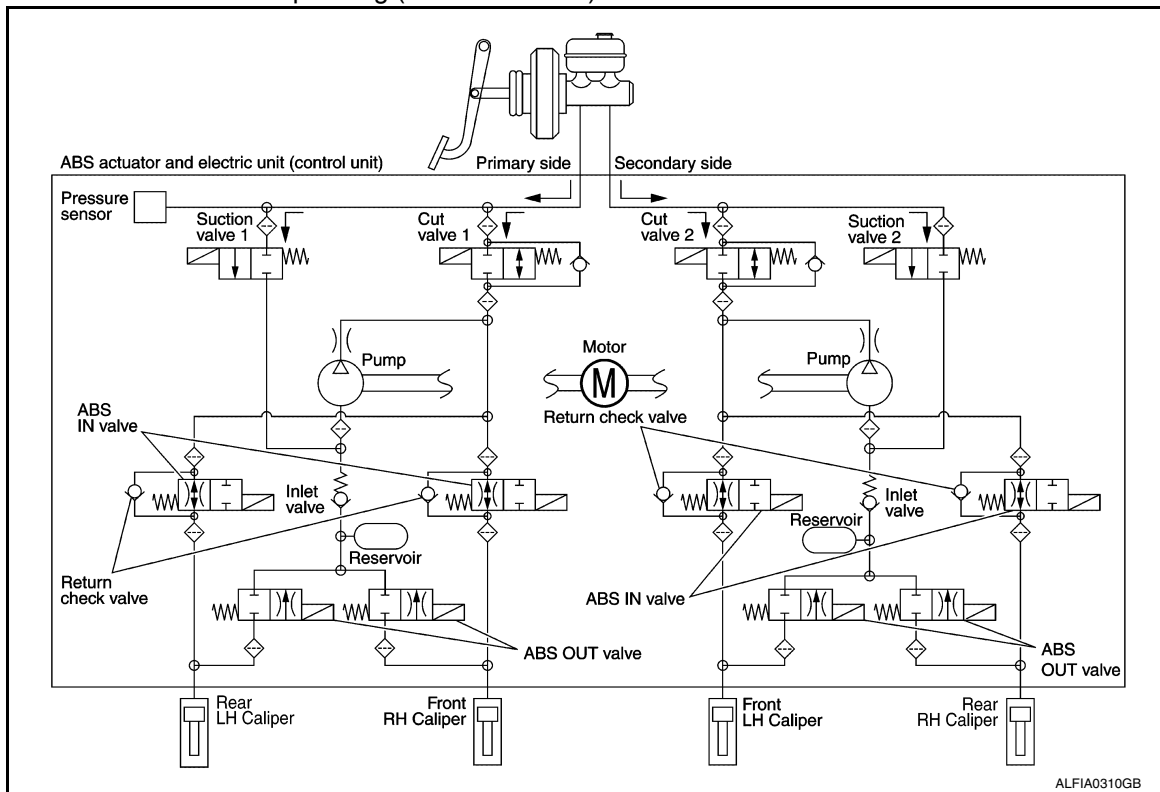 ABS actuator and electric unit (control unit)
Primary side
Secondary side
Pressure
sensor
Suction
valve 1
Cut
valve 1
Cut
valve 2
Suction
valve 2
Pump
Motor
M
Pump
Return check valve
ABS
IN valve
Inlet
valve
Reservoir
Inlet
valve
Reservoir
Return
check valve
ABS IN valve
ABS OUT valve
ABS
OUT valve
Rear
LH Caliper
Front
RH Caliper
Front
LH Caliper
Rear
RH Caliper
ALFIA0310GB